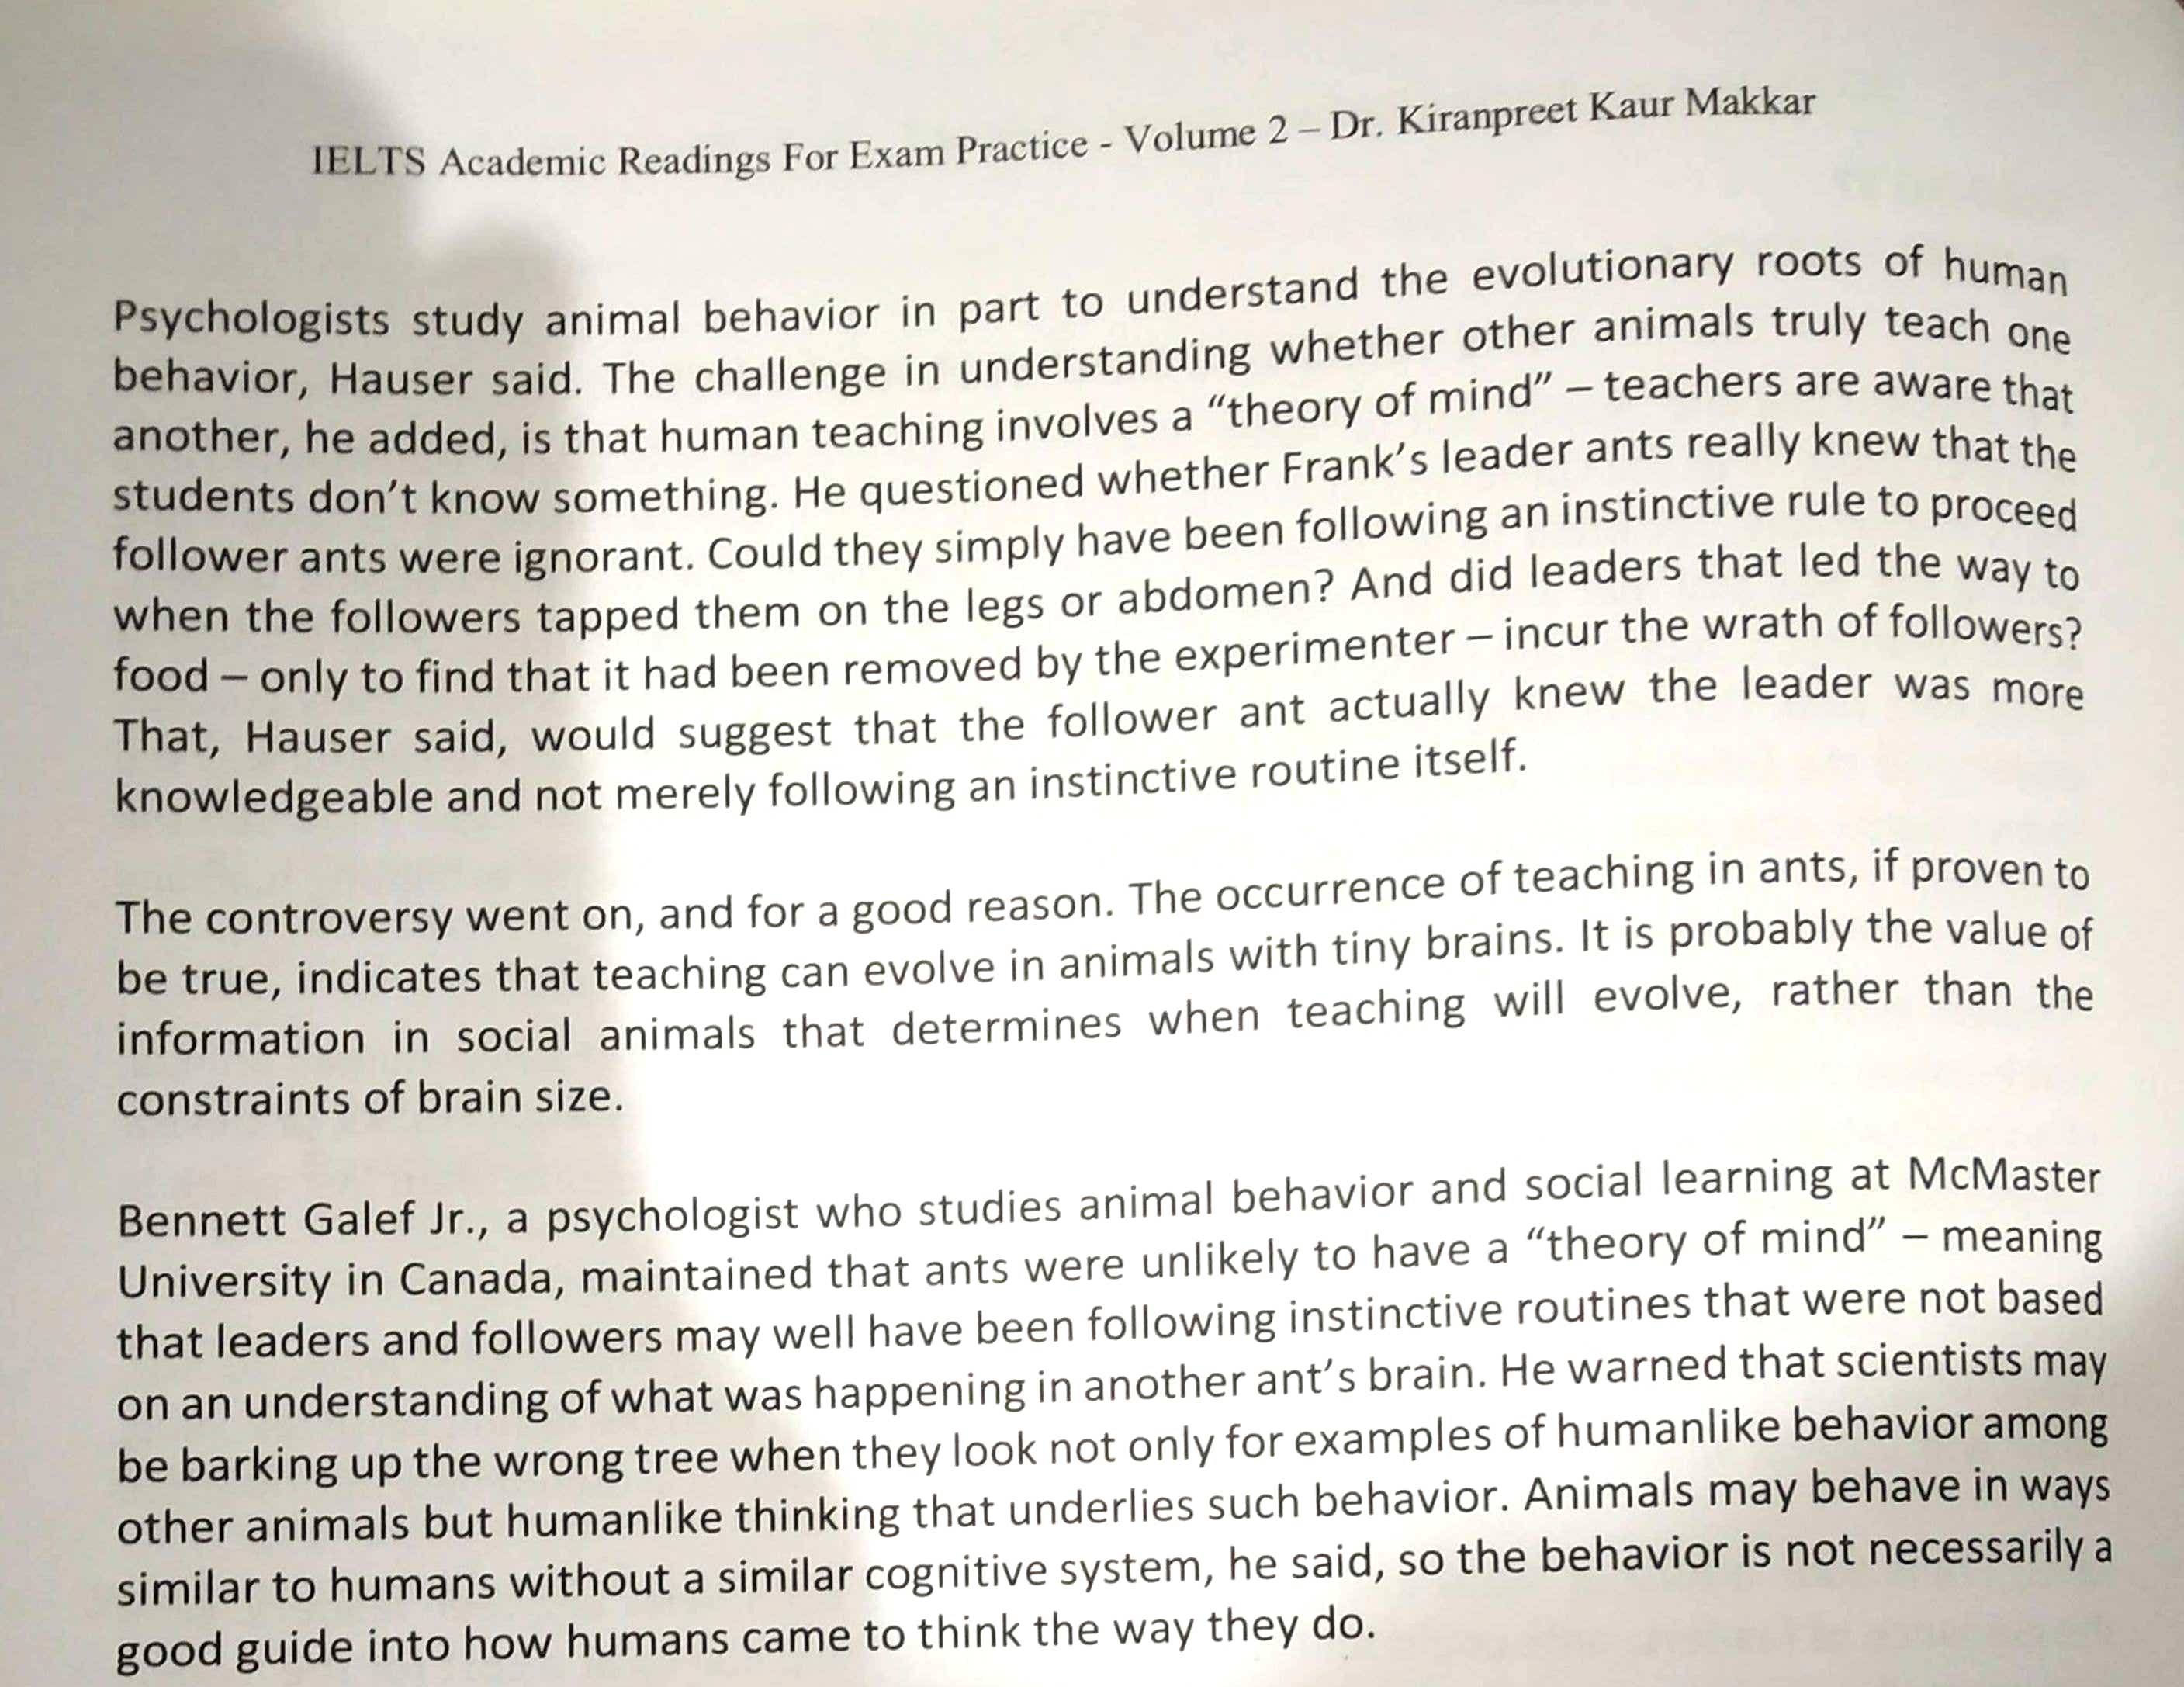 IELTS Academic Readings For Exam Practice - Volume 2 – Dr. Kiranpreet Kaur Makkar
Psychologists study animal behavior in part to understand the evolutionary roots of human
behavior, Hauser said. The challenge in understanding whether other animals truly teach one
another, he added, is that human teaching involves a “theory of mind” – teachers are aware that
students don’t know something. He questioned whether Frank’s leader ants really knew that the
follower ants were ignorant. Could they simply have been following an instinctive rule to proceed
when the followers tapped them on the legs or abdomen? And did leaders that led the way to
food – only to find that it had been removed by the experimenter – incur the wrath of followers?
That, Hauser said, would suggest that the follower ant actually knew the leader was more
knowledgeable and not merely following an instinctive routine itself.
The controversy went on, and for a good reason. The occurrence of teaching in ants, if proven to
be true, indicates that teaching can evolve in animals with tiny brains. It is probably the value of
information in social animals that determines when teaching will evolve, rather than the
constraints of brain size.
Bennett Galef Jr., a psychologist who studies animal behavior and social learning at McMaster
University in Canada, maintained that ants were unlikely to have a “theory of mind” – meaning
that leaders and followers may well have been following instinctive routines that were not based
on an understanding of what was happening in another ant’s brain. He warned that scientists may
be barking up the wrong tree when they look not only for examples of humanlike behavior among
other animals but humanlike thinking that underlies such behavior. Animals may behave in ways
similar to humans without a similar cognitive system, he said, so the behavior is not necessarily a
good guide into how humans came to think the way they do.